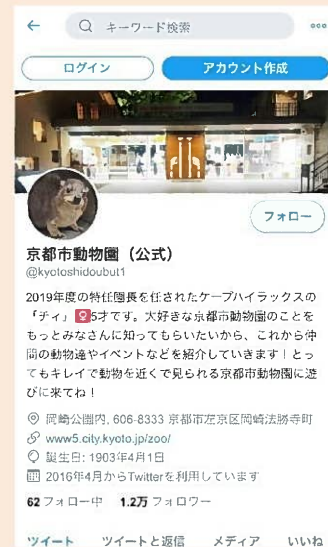 キーワード検索
ログイン アカウント作成
フォロー
京都市動物園（公式）
@kyotoshidoubut1
2019年度の特任園長を任されたケープハイラックスの
「チィ」♀5才です。大好きな京都市動物園のことを
もっとみなさんに知ってもらいたいから、これから仲
間の動物達やイベントなどを紹介していきます！とっ
てもキレイで動物を近くで見られる京都市動物園に遊
びに来てね！
岡崎公園内, 606-8333 京都市左京区岡崎法勝寺町
www5.city.kyoto.jp/zoo/
誕生日: 1903年4月1日
2016年4月からTwitterを利用しています
62 フォロー中 1.2万 フォロワー
ツイート ツイートと返信 メディア いいね